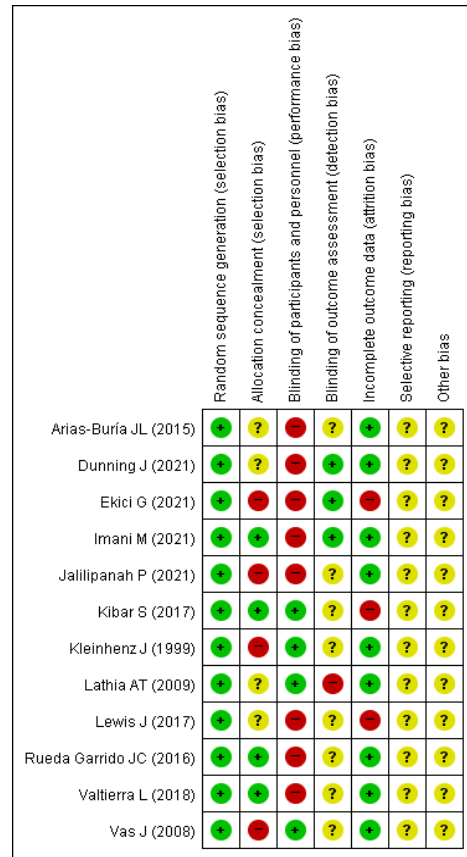 Random sequence generation (selection bias)
Allocation concealment (selection bias)
Blinding of participants and personnel (performance bias)
Blinding of outcome assessment (detection bias)
Incomplete outcome data (attrition bias)
Selective reporting (reporting bias)
Other bias
Arias-Buría JL (2015) + ? - ? + ? ?
Dunning J (2021) + ? - + + ? ?
Ekici G (2021) + - - + - ? ?
Imani M (2021) + + - + + ? ?
Jalilipanah P (2021) + - - ? + ? ?
Kibar S (2017) + + + ? - ? ?
Kleinhenz J (1999) + - + ? + ? ?
Lathia AT (2009) + ? + - + ? ?
Lewis J (2017) + ? - ? - ? ?
Rueda Garrido JC (2016) + + - ? + ? ?
Valtierra L (2018) + + - ? + ? ?
Vas J (2008) + - + ? + ? ?